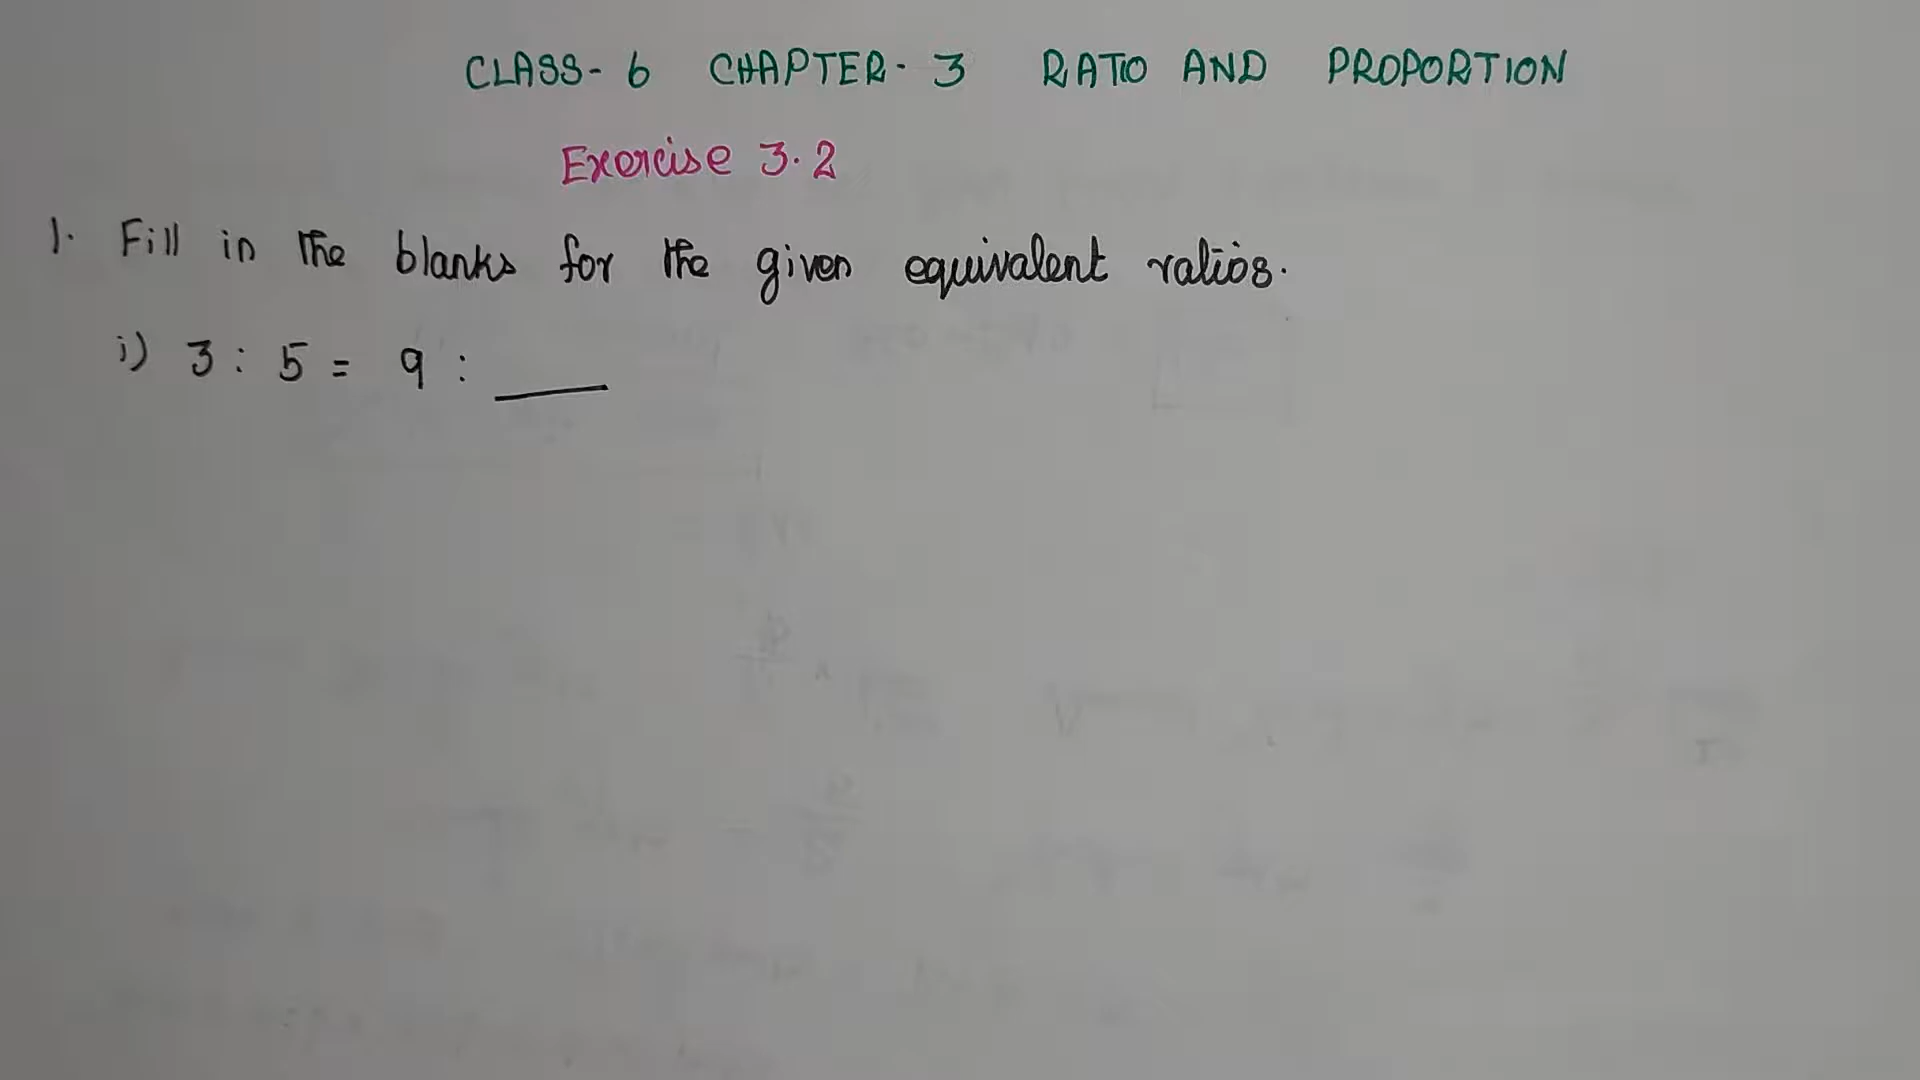 CLASS- 6 CHAPTER- 3 RATIO AND PROPORTION
Exercise 3.2
1. Fill in the blanks for the given equivalent ratios.
i) 3 : 5 = 9 : ____